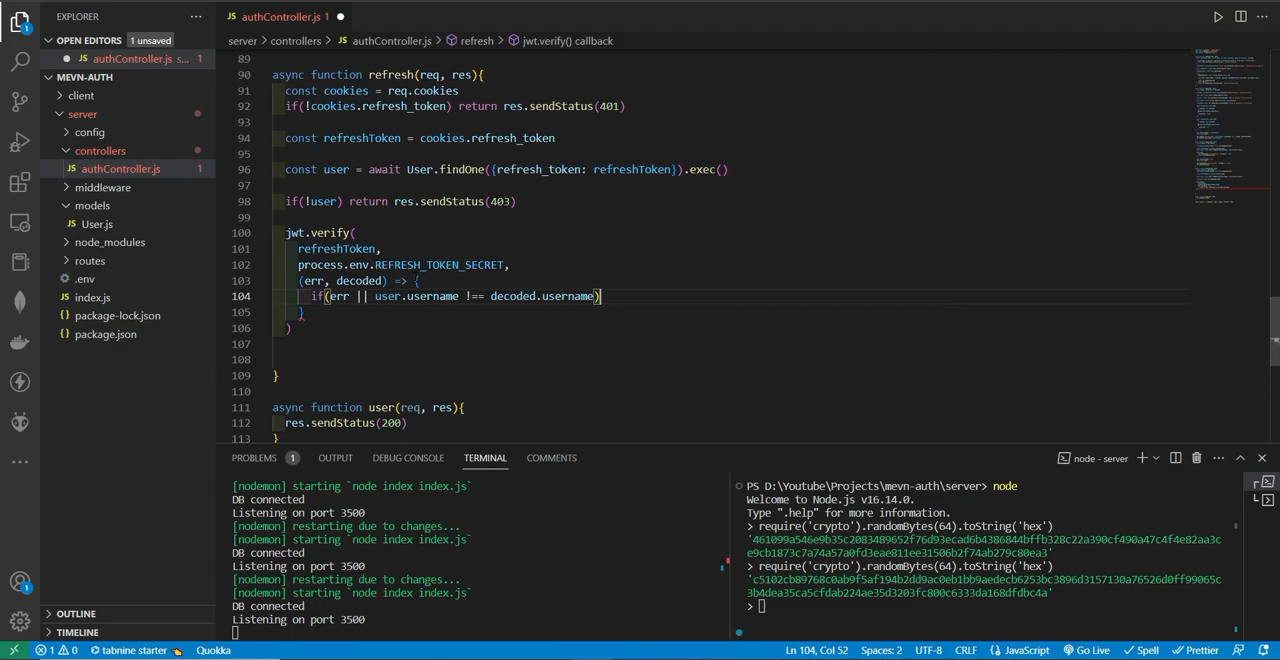 EXPLORER
OPEN EDITORS 1 unsaved
JS authController.js s... 1
MEVN-AUTH
client
server
config
controllers
JS authController.js 1
middleware
models
JS User.js
node_modules
routes
.env
JS index.js
{} package-lock.json
{} package.json
OUTLINE
TIMELINE
JS authController.js 1
server > controllers > JS authController.js > refresh > jwt.verify() callback
89
90 async function refresh(req, res){
91 const cookies = req.cookies
92 if(!cookies.refresh_token) return res.sendStatus(401)
93
94 const refreshToken = cookies.refresh_token
95
96 const user = await User.findOne({refresh_token: refreshToken}).exec()
97
98 if(!user) return res.sendStatus(403)
99
100 jwt.verify(
101 refreshToken,
102 process.env.REFRESH_TOKEN_SECRET,
103 (err, decoded) => {
104 if(err || user.username !== decoded.username)
105 }
106 )
107
108
109 }
110
111 async function user(req, res){
112 res.sendStatus(200)
113 }
PROBLEMS 1 OUTPUT DEBUG CONSOLE TERMINAL COMMENTS node - server
[nodemon] starting `node index index.js`
DB connected
Listening on port 3500
[nodemon] restarting due to changes...
[nodemon] starting `node index index.js`
DB connected
Listening on port 3500
[nodemon] restarting due to changes...
[nodemon] starting `node index index.js`
DB connected
Listening on port 3500
PS D:\Youtube\Projects\mevn-auth\server> node
Welcome to Node.js v16.14.0.
Type ".help" for more information.
> require('crypto').randomBytes(64).toString('hex')
'461099a546e9b35c2083489652f76d93ecad6b4386844bffb328c22a390cf490a47c4f4e82aa3c
e9cb1873c7a74a57a0fd3eae811ee31506b2f74ab279c80ea3'
> require('crypto').randomBytes(64).toString('hex')
'c5102cb89768c0ab9f5af194b2dd9ac0eb1bb9aedecb6253bc3896d3157130a76526d0ff99065c
3b4dea35ca5cfdab224ae35d3203fc800c6333da168dfdbc4a'
>
1 0 tabnine starter Quokka Ln 104, Col 52 Spaces: 2 UTF-8 CRLF {} JavaScript Go Live Spell Prettier